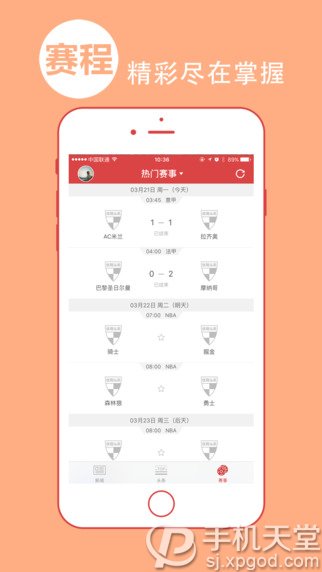 赛程
精彩尽在掌握
中国联通
10:36
83%
热门赛事
03月21日 周一 (今天)
03:45 意甲
1 - 1
已结束
AC米兰
拉齐奥
04:00 法甲
0 - 2
已结束
巴黎圣日尔曼
摩纳哥
03月22日 周二 (明天)
07:00 NBA
骑士
掘金
08:00 NBA
森林狼
勇士
03月23日 周三 (后天)
08:00 NBA
头条
赛事
手机天堂
sj.xpgod.com